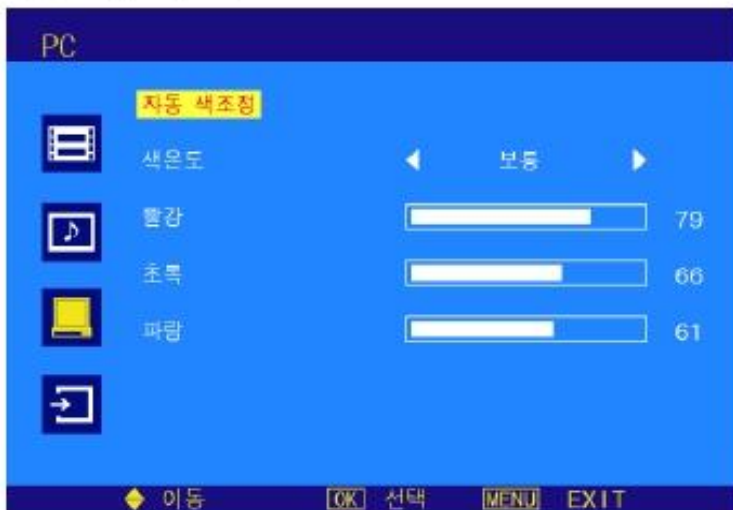 PC
자동 색조정
색온도 보통
빨강 79
초록 66
파랑 61
이동 OK 선택 MENU EXIT